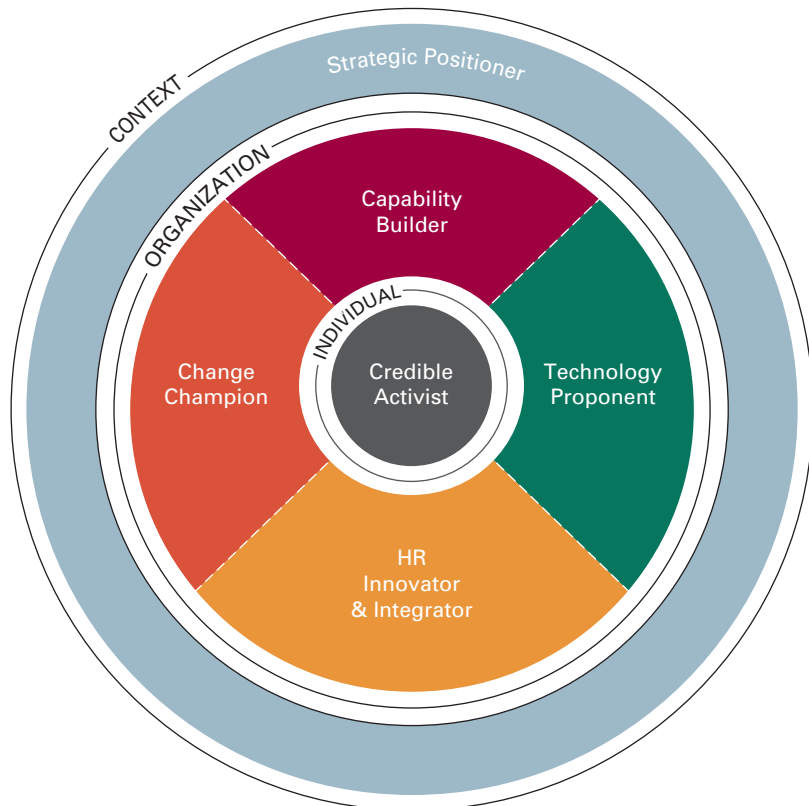 CONTEXT
Strategic Positioner
ORGANIZATION
Capability
Builder
INDIVIDUAL
Change
Champion
Credible
Activist
Technology
Proponent
HR
Innovator
& Integrator